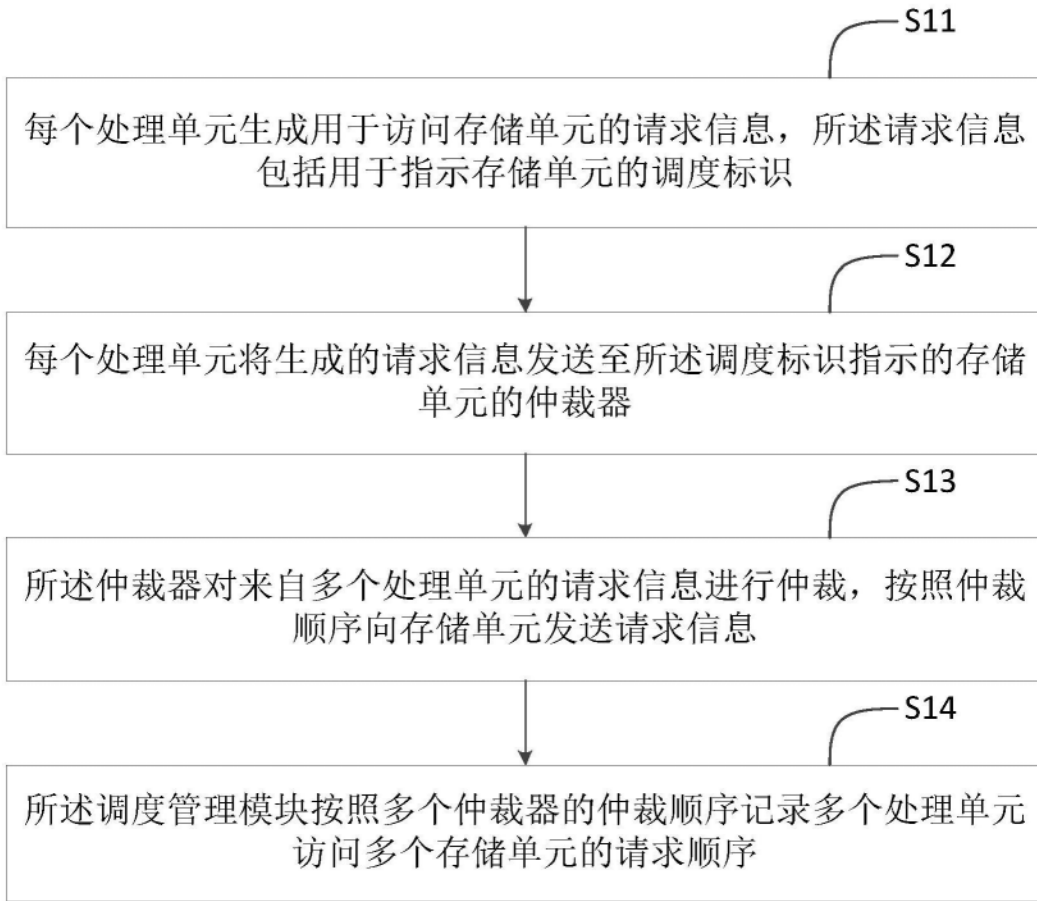 S11
每个处理单元生成用于访问存储单元的请求信息，所述请求信息
包括用于指示存储单元的调度标识
S12
每个处理单元将生成的请求信息发送至所述调度标识指示的存储
单元的仲裁器
S13
所述仲裁器对来自多个处理单元的请求信息进行仲裁，按照仲裁
顺序向存储单元发送请求信息
S14
所述调度管理模块按照多个仲裁器的仲裁顺序记录多个处理单元
访问多个存储单元的请求顺序